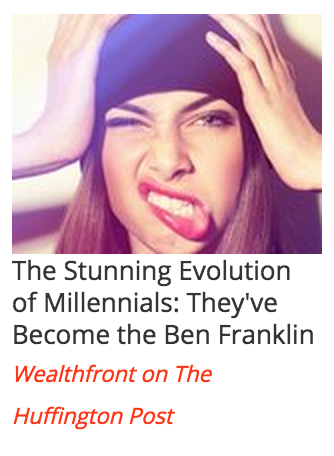 The Stunning Evolution
of Millennials: They've
Become the Ben Franklin
Wealthfront on The
Huffington Post